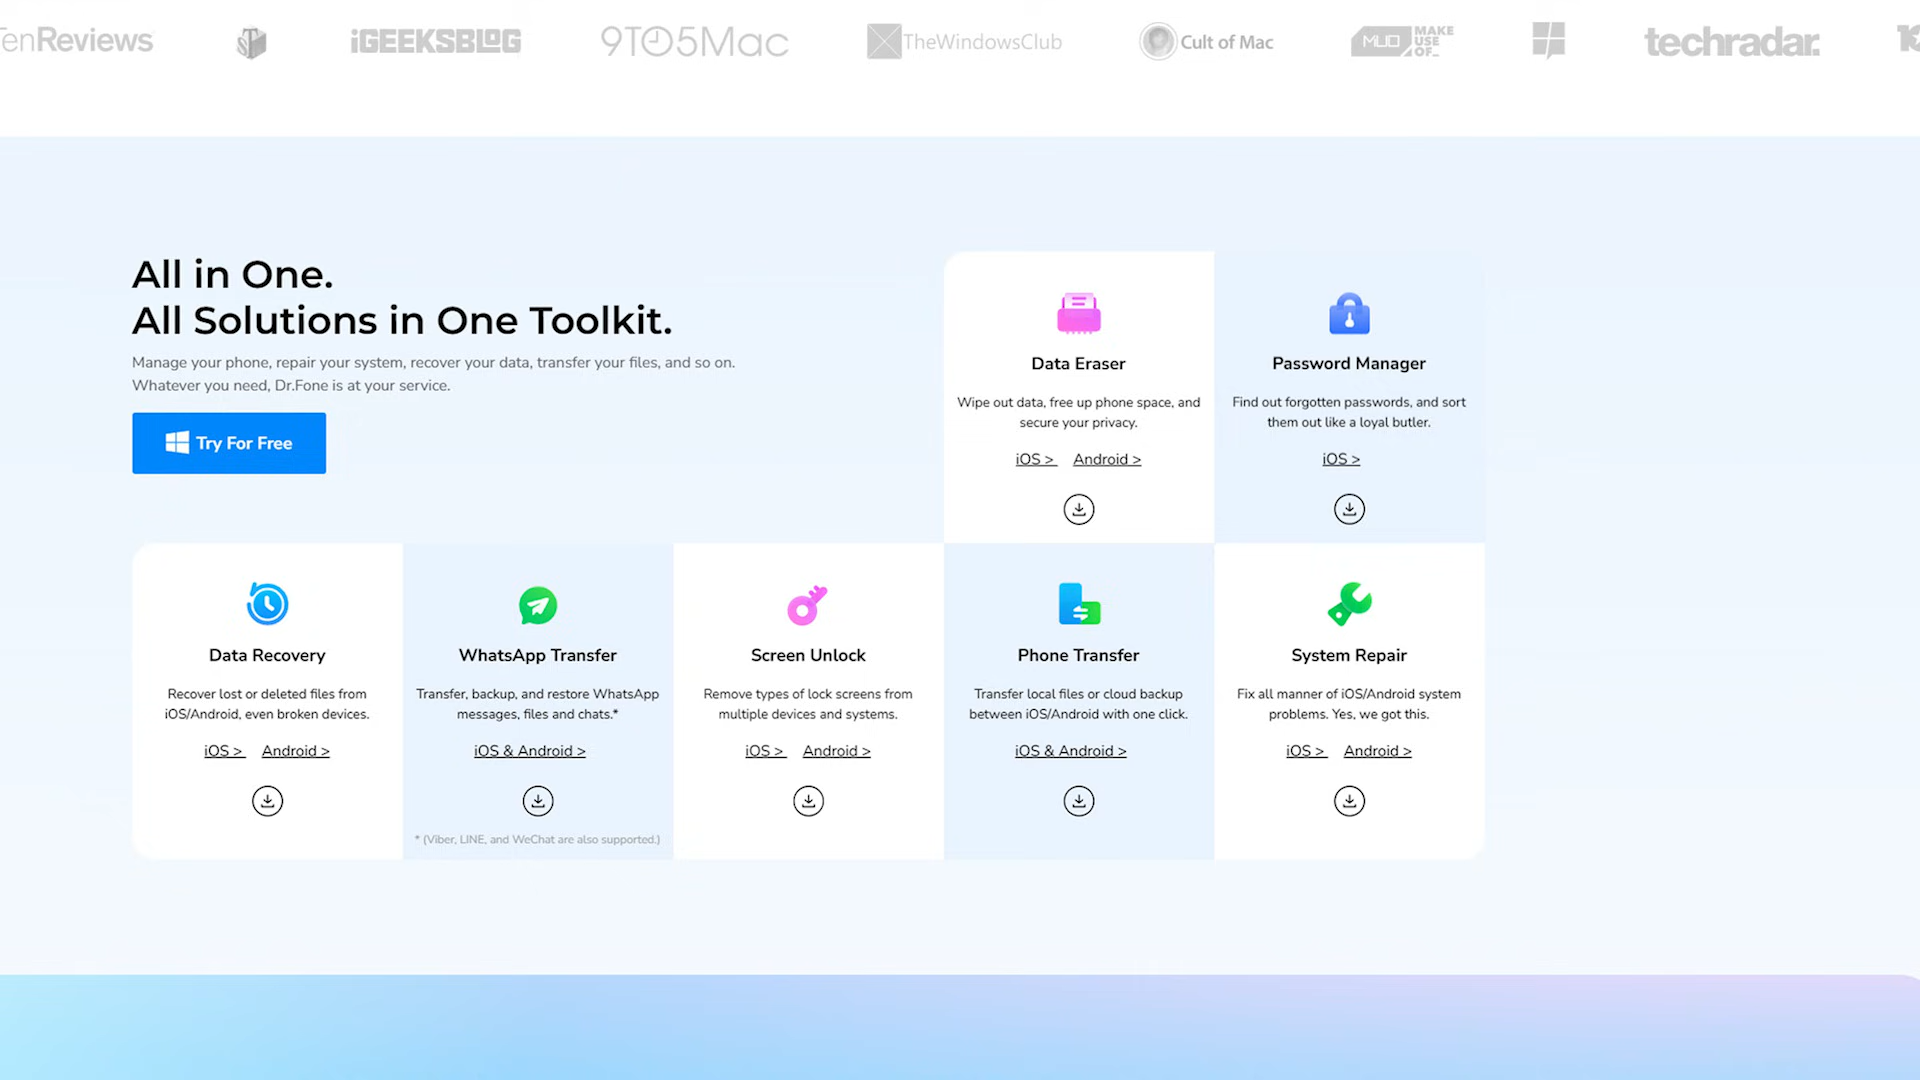 TenReviews
iGEEKSBLOG
9TO5Mac
TheWindowsClub
Cult of Mac
MUO
MAKE
USE
OF_
techradar.
All in One.
All Solutions in One Toolkit.
Manage your phone, repair your system, recover your data, transfer your files, and so on.
Whatever you need, Dr.Fone is at your service.
Try For Free
Data Eraser
Wipe out data, free up phone space, and
secure your privacy.
iOS > Android >
Password Manager
Find out forgotten passwords, and sort
them out like a loyal butler.
iOS >
Data Recovery
Recover lost or deleted files from
iOS/Android, even broken devices.
iOS > Android >
WhatsApp Transfer
Transfer, backup, and restore WhatsApp
messages, files and chats.*
iOS & Android >
* (Viber, LINE, and WeChat are also supported.)
Screen Unlock
Remove types of lock screens from
multiple devices and systems.
iOS > Android >
Phone Transfer
Transfer local files or cloud backup
between iOS/Android with one click.
iOS & Android >
System Repair
Fix all manner of iOS/Android system
problems. Yes, we got this.
iOS > Android >